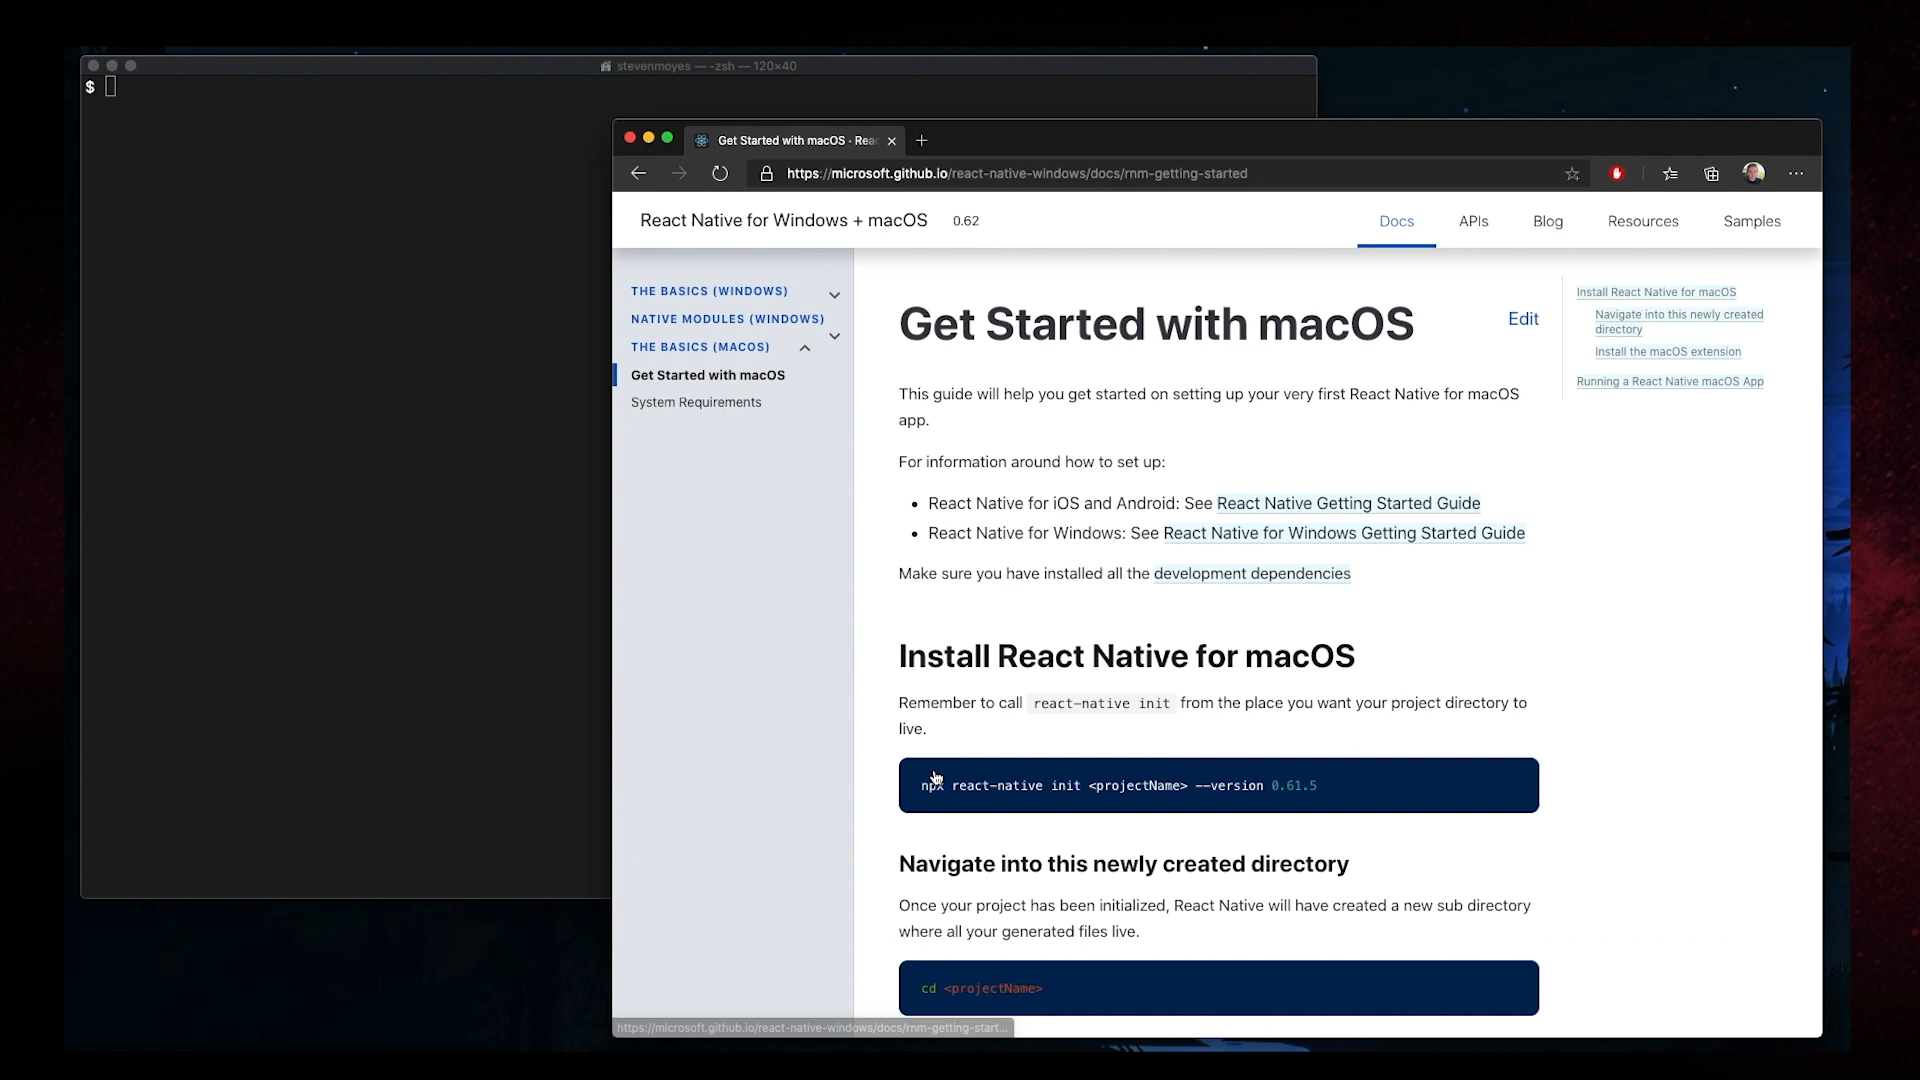 stevenmoyes — -zsh — 120×40
$
Get Started with macOS · Reac
https://microsoft.github.io/react-native-windows/docs/rnm-getting-started
React Native for Windows + macOS 0.62
Docs APIs Blog Resources Samples
THE BASICS (WINDOWS)
NATIVE MODULES (WINDOWS)
THE BASICS (MACOS)
Get Started with macOS
System Requirements
Get Started with macOS
Edit
This guide will help you get started on setting up your very first React Native for macOS
app.
For information around how to set up:
• React Native for iOS and Android: See React Native Getting Started Guide
• React Native for Windows: See React Native for Windows Getting Started Guide
Make sure you have installed all the development dependencies
Install React Native for macOS
Remember to call react-native init from the place you want your project directory to
live.
npx react-native init <projectName> --version 0.61.5
Navigate into this newly created directory
Once your project has been initialized, React Native will have created a new sub directory
where all your generated files live.
cd <projectName>
Install React Native for macOS
Navigate into this newly created
directory
Install the macOS extension
Running a React Native macOS App
https://microsoft.github.io/react-native-windows/docs/rnm-getting-start...